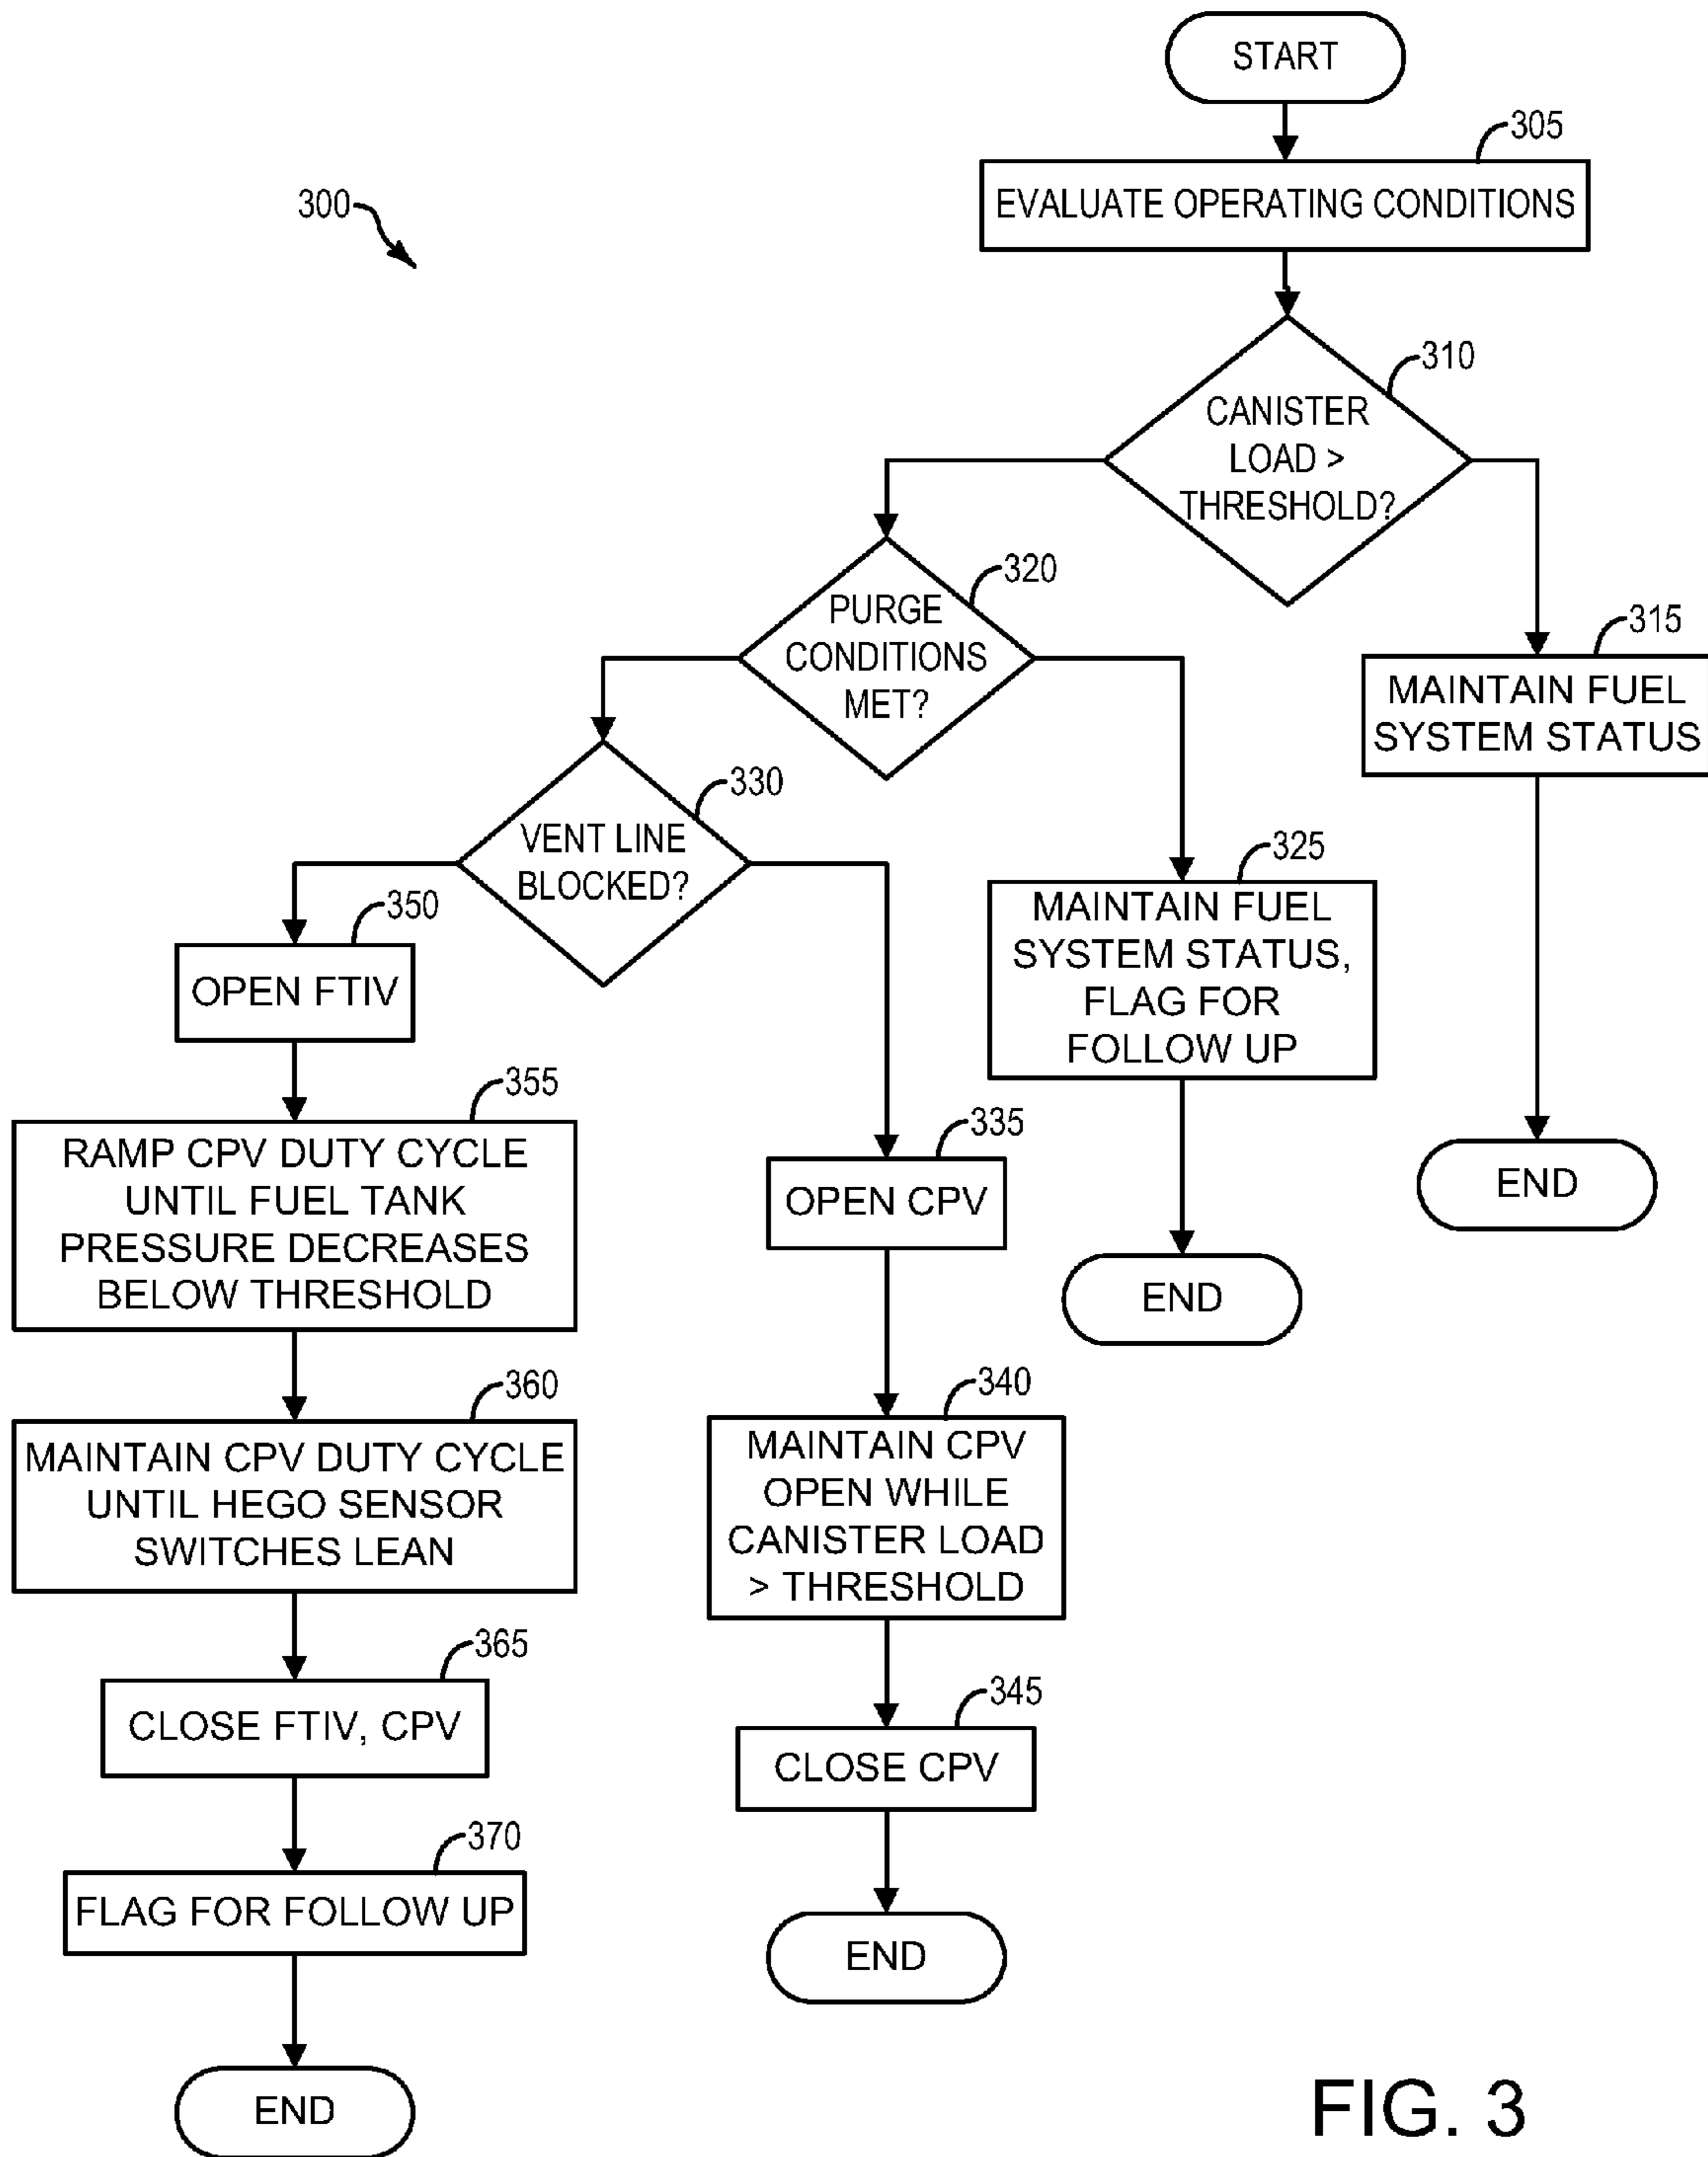 START
305
EVALUATE OPERATING CONDITIONS
300
310
CANISTER
LOAD >
THRESHOLD?
320
PURGE
CONDITIONS
MET?
315
MAINTAIN FUEL
SYSTEM STATUS
END
330
VENT LINE
BLOCKED?
325
MAINTAIN FUEL
SYSTEM STATUS,
FLAG FOR
FOLLOW UP
END
350
OPEN FTIV
355
RAMP CPV DUTY CYCLE
UNTIL FUEL TANK
PRESSURE DECREASES
BELOW THRESHOLD
360
MAINTAIN CPV DUTY CYCLE
UNTIL HEGO SENSOR
SWITCHES LEAN
365
CLOSE FTIV, CPV
370
FLAG FOR FOLLOW UP
END
335
OPEN CPV
340
MAINTAIN CPV
OPEN WHILE
CANISTER LOAD
> THRESHOLD
345
CLOSE CPV
END
FIG. 3